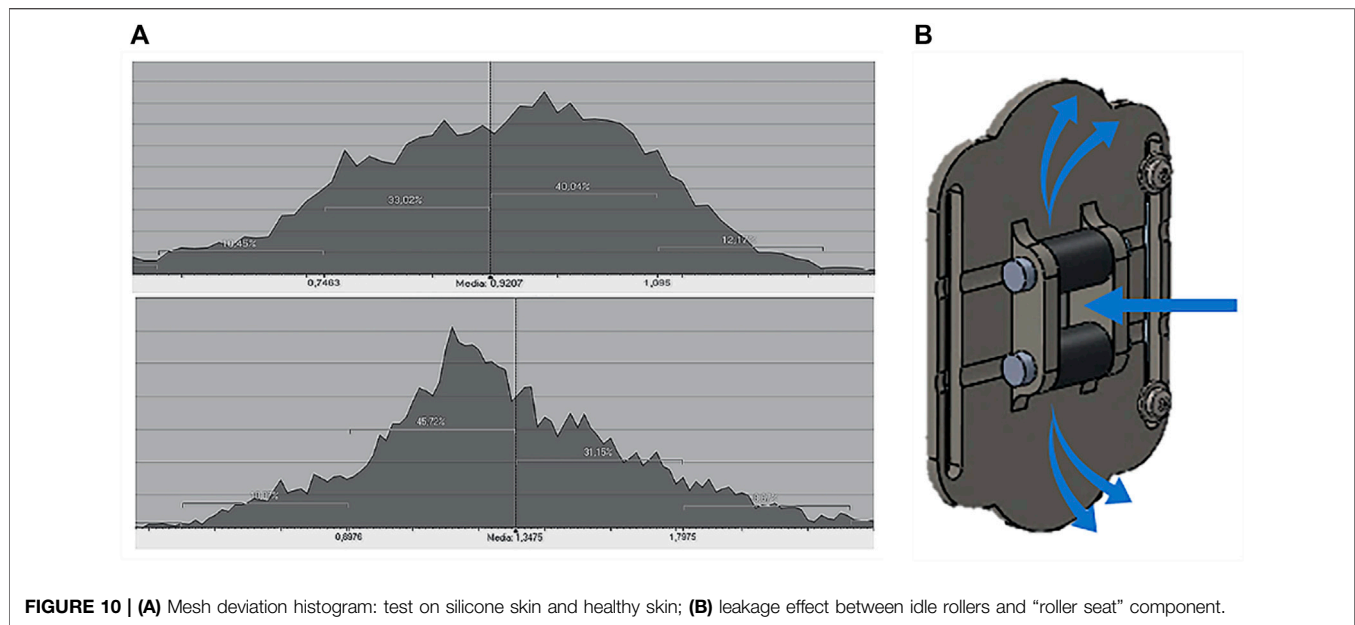 A
B
33,02%
40,04%
10,45%
12,17%
0,7463
Media: 0,9207
1,095
45,72%
31,15%
0,8976
Media: 1,3475
1,7975
FIGURE 10 | (A) Mesh deviation histogram: test on silicone skin and healthy skin; (B) leakage effect between idle rollers and “roller seat” component.